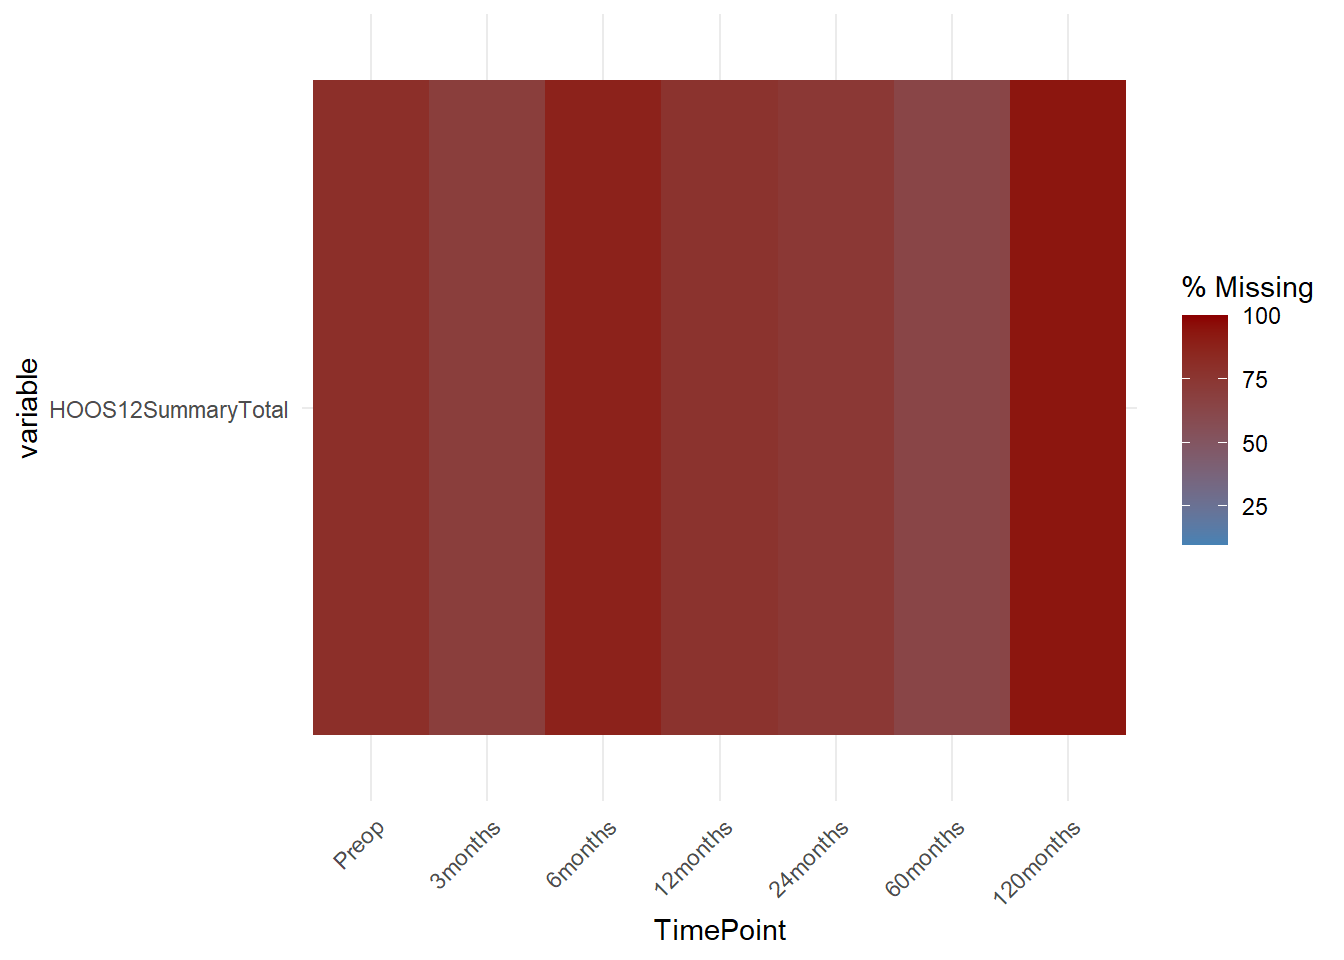 variable
HOOS12SummaryTotal
Preop
3months
6months
12months
24months
60months
120months
TimePoint
% Missing
100
75
50
25